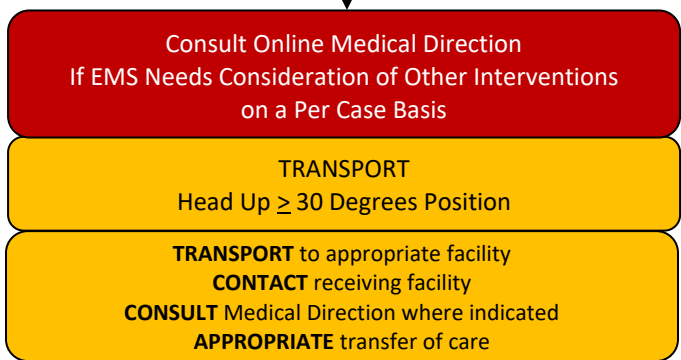 Consult Online Medical Direction
If EMS Needs Consideration of Other Interventions
on a Per Case Basis
TRANSPORT
Head Up ≥ 30 Degrees Position
TRANSPORT to appropriate facility
CONTACT receiving facility
CONSULT Medical Direction where indicated
APPROPRIATE transfer of care